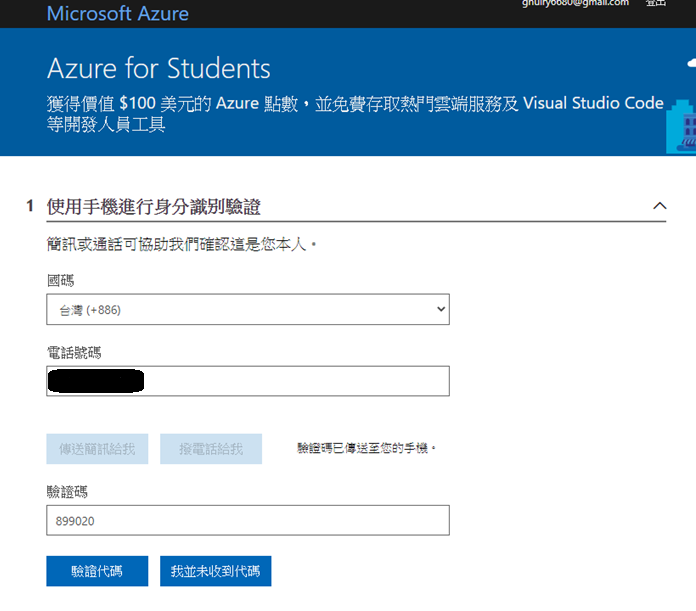 Microsoft Azure
ghulry6680@gmail.com 登出
Azure for Students
獲得價值 $100 美元的 Azure 點數，並免費存取熱門雲端服務及 Visual Studio Code
等開發人員工具
1 使用手機進行身分識別驗證
簡訊或通話可協助我們確認這是您本人。
國碼
台灣 (+886)
電話號碼
傳送簡訊給我 撥電話給我 驗證碼已傳送至您的手機。
驗證碼
899020
驗證代碼 我並未收到代碼